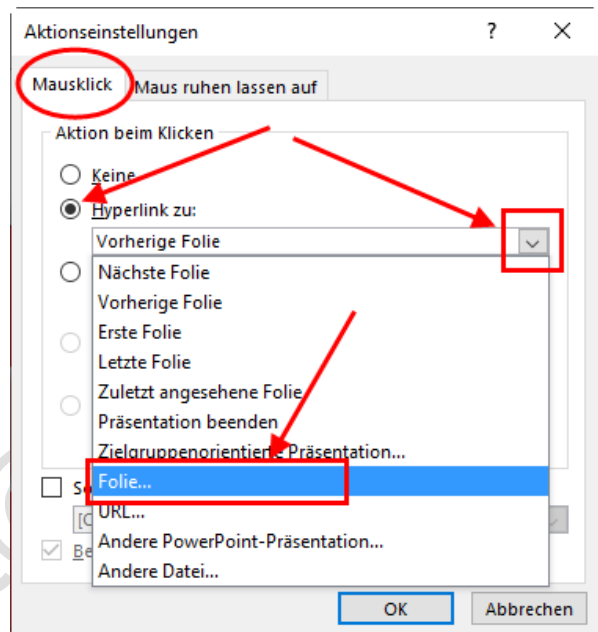 Aktionseinstellungen ? ×
Mausklick Maus ruhen lassen auf
Aktion beim Klicken
Keine
Hyperlink zu:
Vorherige Folie
Nächste Folie
Vorherige Folie
Erste Folie
Letzte Folie
Zuletzt angesehene Folie
Präsentation beenden
Zielgruppenorientierte Präsentation...
Folie...
URL...
Andere PowerPoint-Präsentation...
Andere Datei...
OK Abbrechen